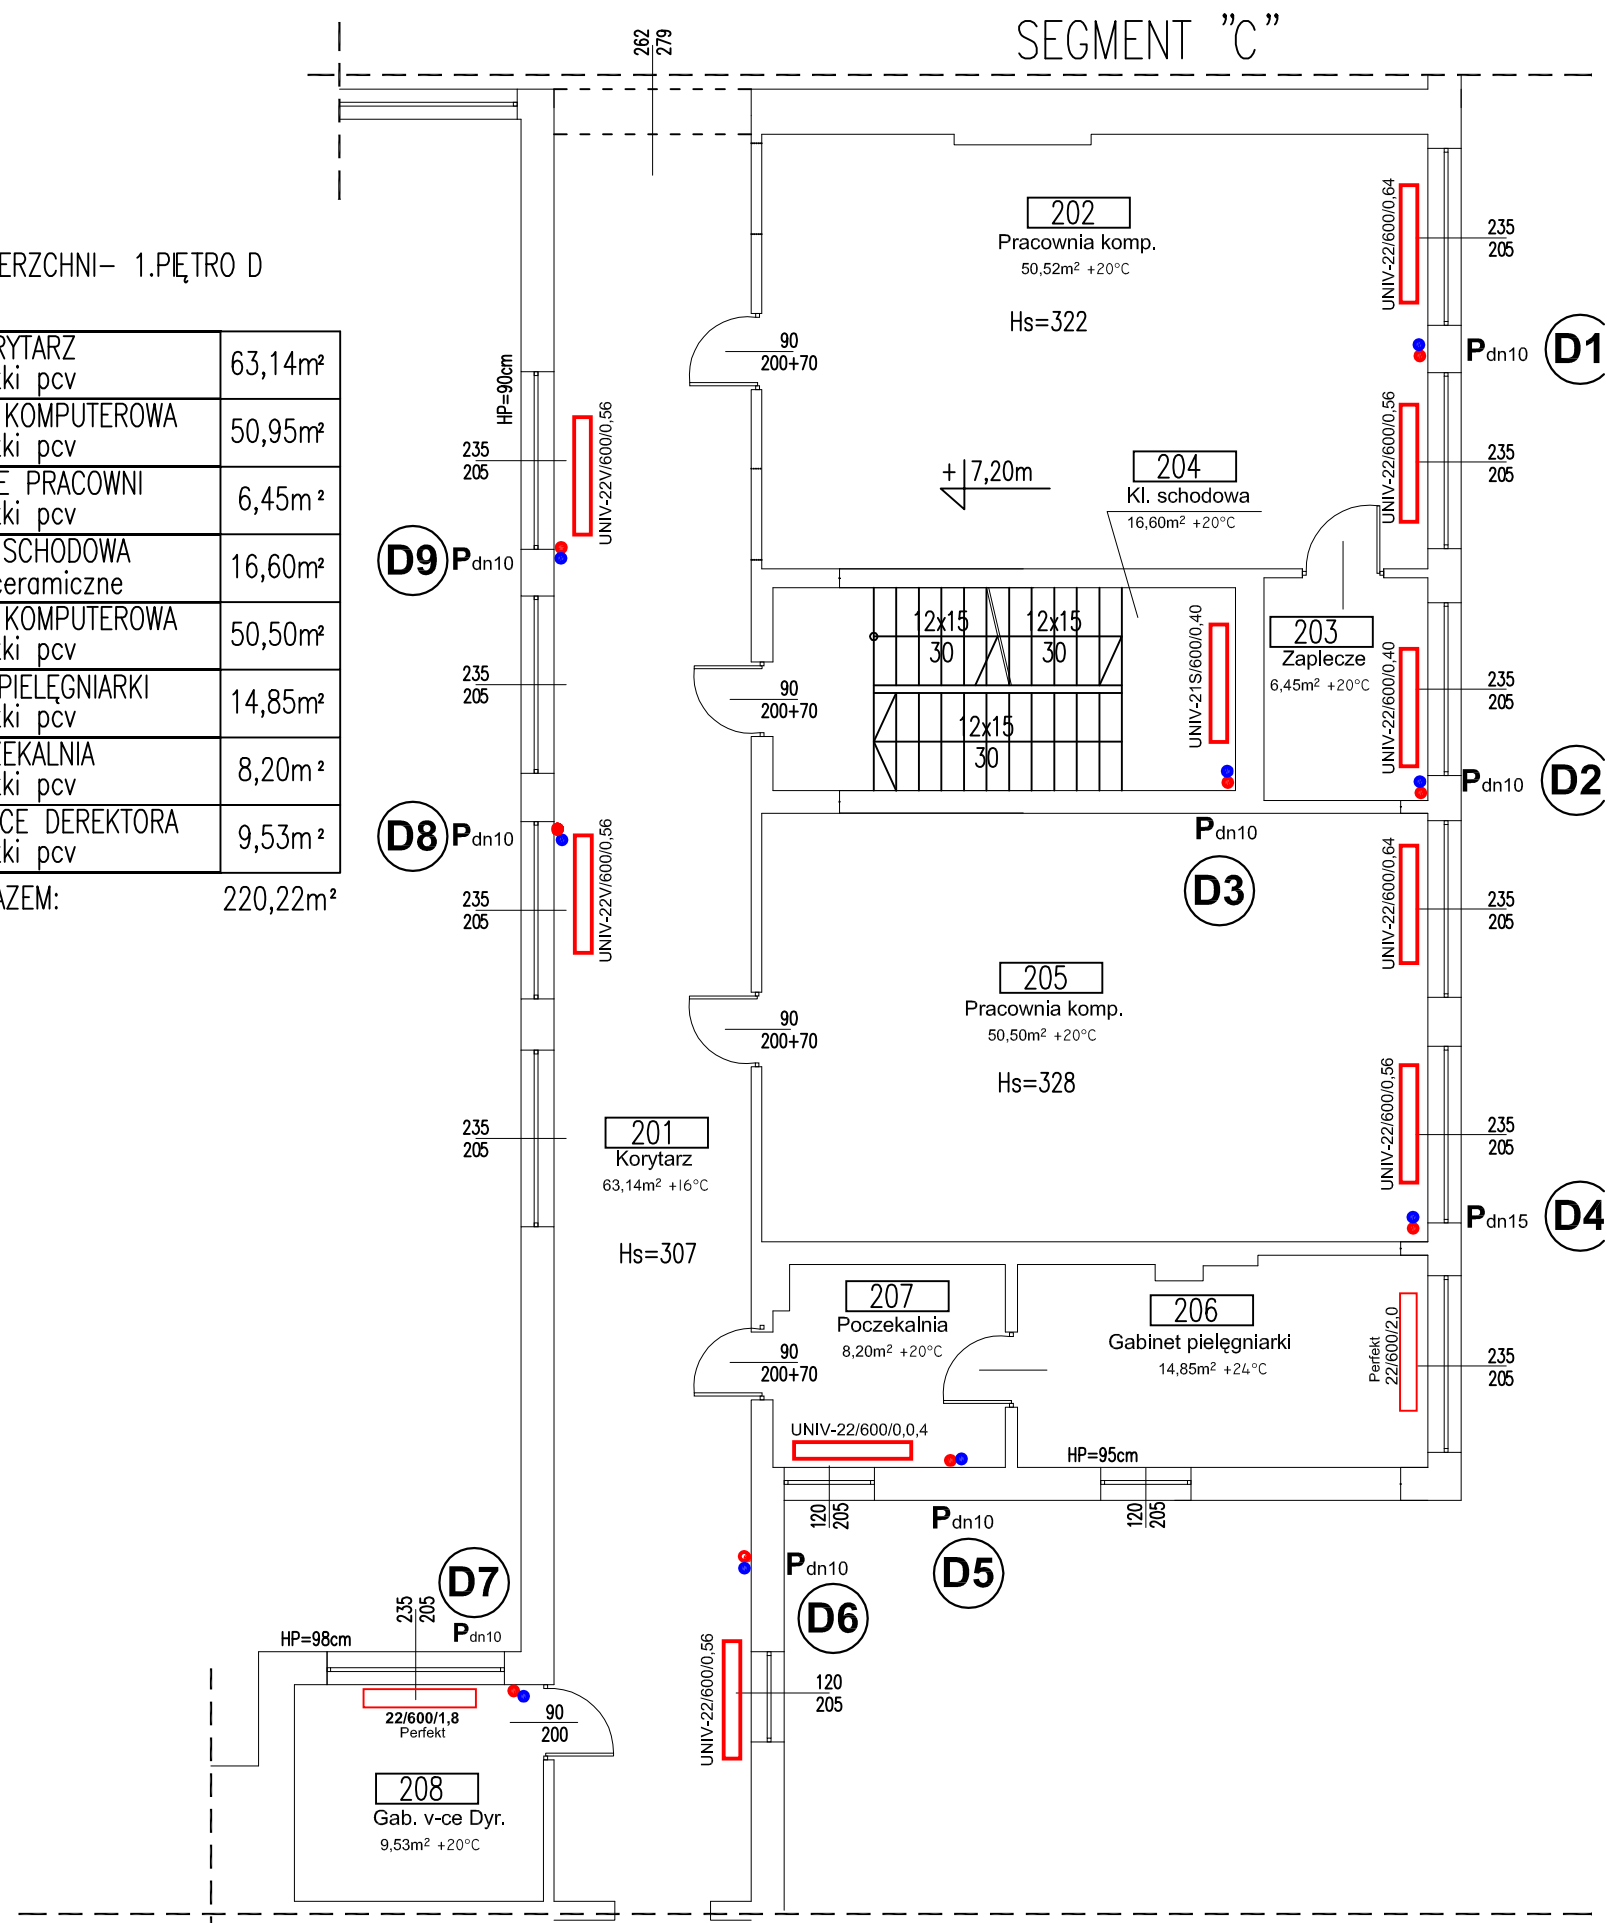 SEGMENT "C"
262
279
ERZCHNI- 1.PIĘTRO D
RYTARZ
ki pcv
63,14m²
KOMPUTEROWA
ki pcv
50,95m²
E PRACOWNI
ki pcv
6,45m²
SCHODOWA
ceramiczne
16,60m²
KOMPUTEROWA
ki pcv
50,50m²
PIELĘGNIARKI
ki pcv
14,85m²
EKALNIA
ki pcv
8,20m²
CE DEREKTORA
ki pcv
9,53m²
AZEM: 220,22m²
202
Pracownia komp.
50,52m² +20°C
Hs=322
UNIV-22/600/0,64
235
205
90
200+70
Pdn10
D1
HP=90cm
UNIV-22V/600/0,56
235
205
+7,20m
204
Kl. schodowa
16,60m² +20°C
UNIV-22/600/0,56
235
205
D9
Pdn10
12x15
30
12x15
30
12x15
30
UNIV-21S/600/0,40
203
Zaplecze
6,45m² +20°C
UNIV-22/600/0,40
235
205
235
205
90
200+70
Pdn10
D2
D8
Pdn10
UNIV-22V/600/0,56
235
205
Pdn10
D3
UNIV-22/600/0,64
235
205
205
Pracownia komp.
50,50m² +20°C
Hs=328
90
200+70
UNIV-22/600/0,56
235
205
235
205
201
Korytarz
63,14m² +16°C
Hs=307
Pdn15
D4
207
Poczekalnia
8,20m² +20°C
90
200+70
206
Gabinet pielęgniarki
14,85m² +24°C
Perfekt
22/600/2,0
235
205
UNIV-22/600/0,0,4
HP=95cm
120
205
120
205
Pdn10
D5
Pdn10
D6
D7
Pdn10
235
205
HP=98cm
22/600/1,8
Perfekt
90
200
UNIV-22/600/0,56
120
205
208
Gab. v-ce Dyr.
9,53m² +20°C